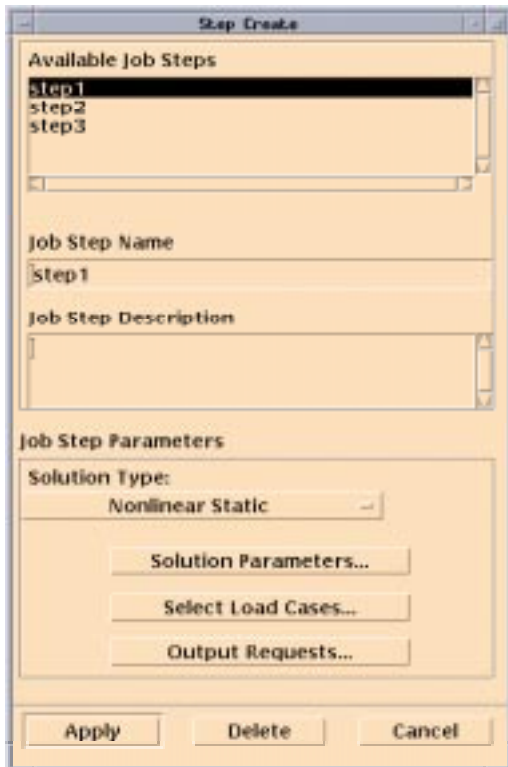 Step Create
Available Job Steps
step1
step2
step3
Job Step Name
step1
Job Step Description
Job Step Parameters
Solution Type:
Nonlinear Static
Solution Parameters...
Select Load Cases...
Output Requests...
Apply
Delete
Cancel